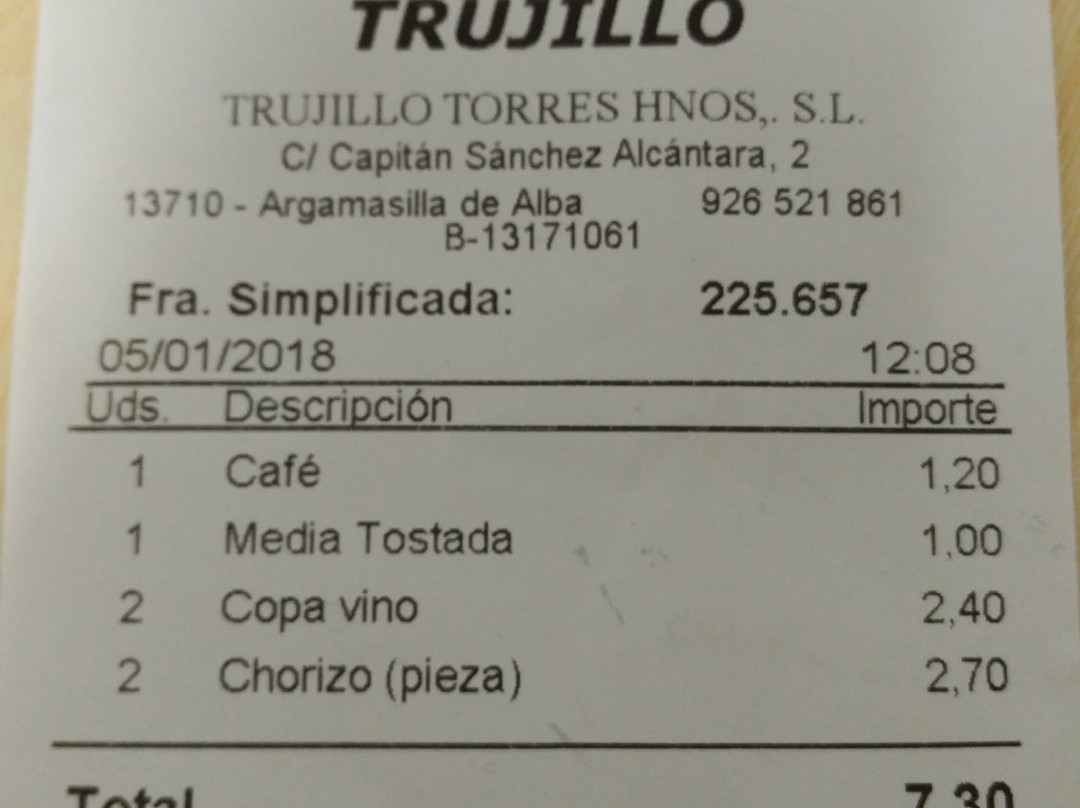 TRUJILLO
TRUJILLO TORRES HNOS,. S.L.
C/ Capitán Sánchez Alcántara, 2
13710 - Argamasilla de Alba 926 521 861
B-13171061
Fra. Simplificada: 225.657
05/01/2018 12:08
Uds. Descripción Importe
1 Café 1,20
1 Media Tostada 1,00
2 Copa vino 2,40
2 Chorizo (pieza) 2,70
Total 7,30